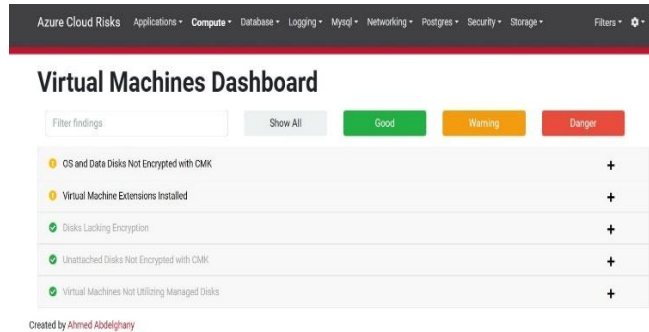 Azure Cloud Risks Applications Compute Database Logging Mysql Networking Postgres Security Storage Filters
Virtual Machines Dashboard
Filter findings Show All Good Warning Danger
OS and Data Disks Not Encrypted with CMK +
Virtual Machine Extensions Installed +
Disks Lacking Encryption +
Unattached Disks Not Encrypted with CMK +
Virtual Machines Not Utilizing Managed Disks +
Created by Ahmed Abdelghany